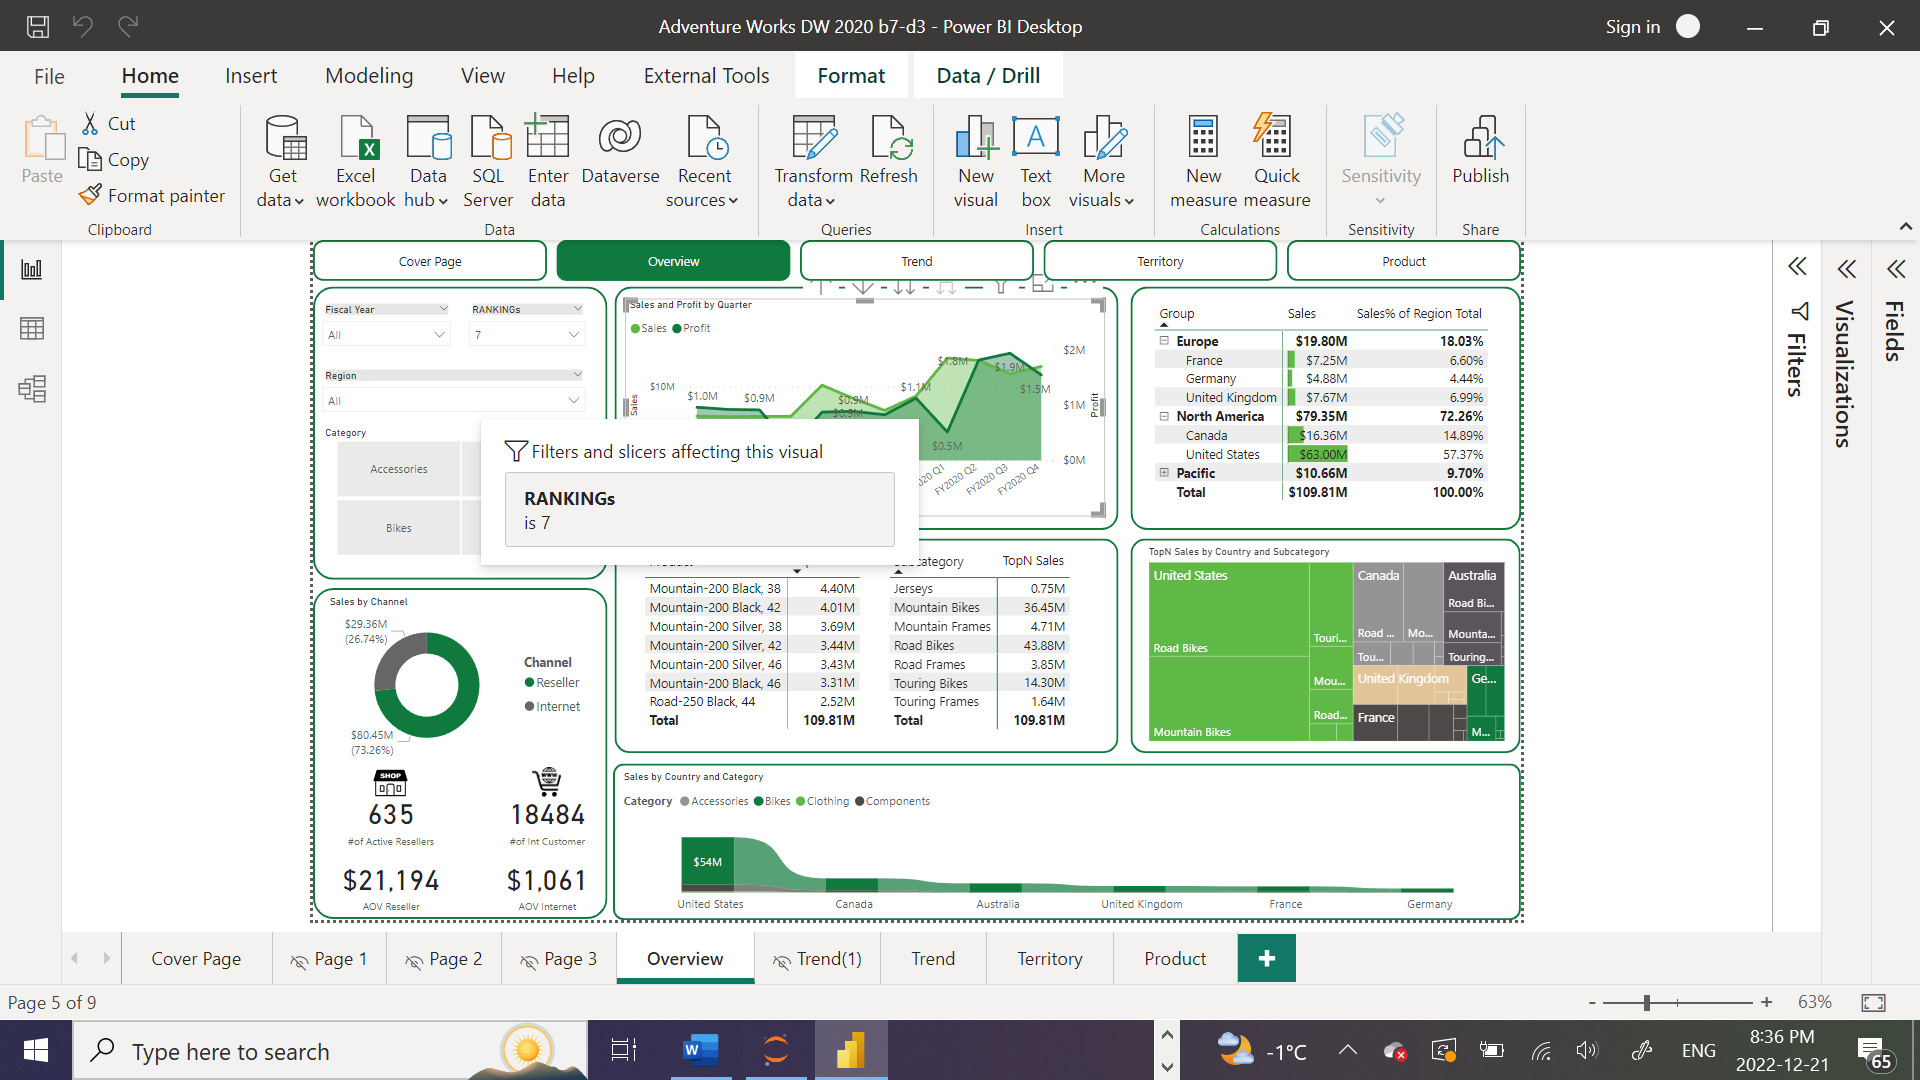 Adventure Works DW 2020 b7-d3 - Power BI Desktop
Sign in
File
Home
Insert
Modeling
View
Help
External Tools
Format
Data / Drill
Paste
Cut
Copy
Format painter
Get data
Excel workbook
Data hub
SQL Server
Enter data
Dataverse
Recent sources
Transform data
Refresh
New visual
Text box
More visuals
New measure
Quick measure
Sensitivity
Publish
Clipboard
Data
Queries
Insert
Calculations
Sensitivity
Share
Cover Page
Overview
Trend
Territory
Product
Fiscal Year
All
RANKINGs
7
Region
All
Category
Accessories
Bikes
Sales and Profit by Quarter
Sales
Profit
$10M
Sales
$1.0M
$0.9M
$0.9M
$1.1M
$1.8M
$0.5M
$1.9M
$1.5M
$2M
$1M
$0M
Profit
FY2020 Q2
FY2020 Q3
FY2020 Q4
Filters and slicers affecting this visual
RANKINGs
is 7
Group Sales Sales% of Region Total
Europe $19.80M 18.03%
France $7.25M 6.60%
Germany $4.88M 4.44%
United Kingdom $7.67M 6.99%
North America $79.35M 72.26%
Canada $16.36M 14.89%
United States $63.00M 57.37%
Pacific $10.66M 9.70%
Total $109.81M 100.00%
Mountain-200 Black, 38 4.40M
Mountain-200 Black, 42 4.01M
Mountain-200 Silver, 38 3.69M
Mountain-200 Silver, 42 3.44M
Mountain-200 Silver, 46 3.43M
Mountain-200 Black, 46 3.31M
Road-250 Black, 44 2.52M
Total 109.81M
TopN Sales
Jerseys 0.75M
Mountain Bikes 36.45M
Mountain Frames 4.71M
Road Bikes 43.88M
Road Frames 3.85M
Touring Bikes 14.30M
Touring Frames 1.64M
Total 109.81M
TopN Sales by Country and Subcategory
United States
Road Bikes
Mountain Bikes
Touri...
Mou...
Road...
Canada
Road ...
Mo...
Tou...
Australia
Road Bi...
Mounta...
Touring...
United Kingdom
France
Ge...
M...
Sales by Channel
$29.36M
(26.74%)
$80.45M
(73.26%)
Channel
Reseller
Internet
SHOP
635
#of Active Resellers
18484
#of Int Customer
$21,194
AOV Reseller
$1,061
AOV Internet
Sales by Country and Category
Category Accessories Bikes Clothing Components
$54M
United States
Canada
Australia
United Kingdom
France
Germany
Filters
Visualizations
Fields
Cover Page
Page 1
Page 2
Page 3
Overview
Trend(1)
Trend
Territory
Product
Page 5 of 9
63%
Type here to search
-1°C
ENG
8:36 PM
2022-12-21
65